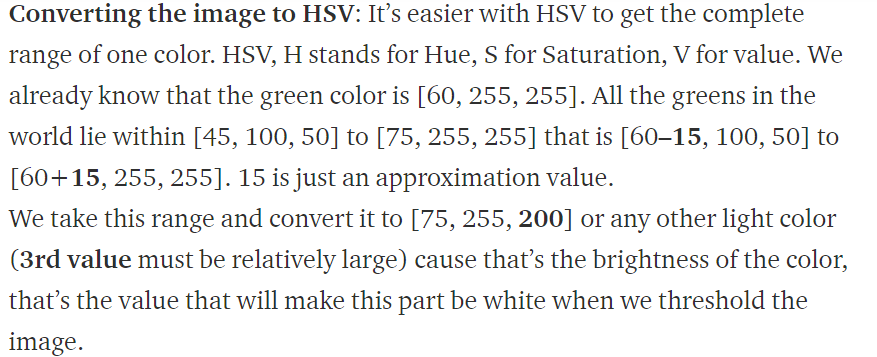 Converting the image to HSV: It’s easier with HSV to get the complete
range of one color. HSV, H stands for Hue, S for Saturation, V for value. We
already know that the green color is [60, 255, 255]. All the greens in the
world lie within [45, 100, 50] to [75, 255, 255] that is [60–15, 100, 50] to
[60+15, 255, 255]. 15 is just an approximation value.
We take this range and convert it to [75, 255, 200] or any other light color
(3rd value must be relatively large) cause that’s the brightness of the color,
that’s the value that will make this part be white when we threshold the
image.